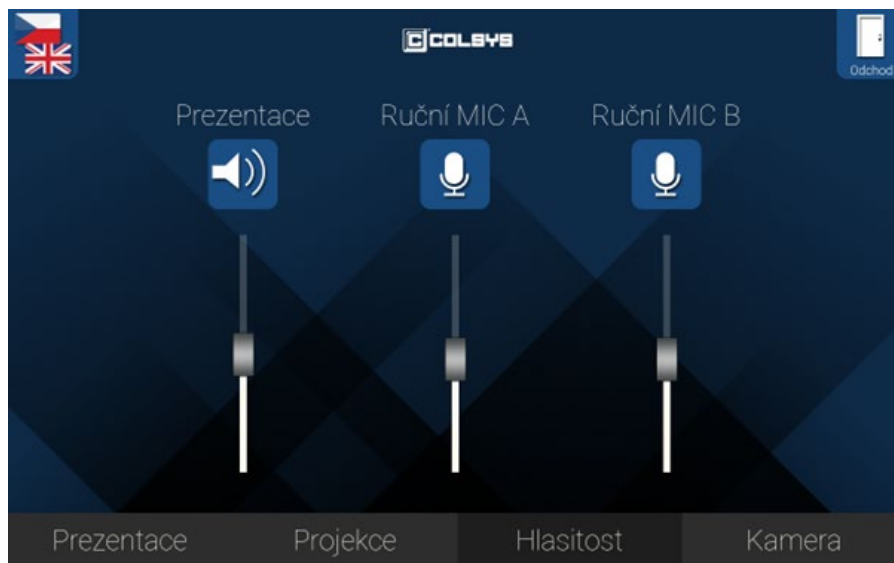 COLSYS
Odchod
Prezentace Ruční MIC A Ruční MIC B
Prezentace Projekce Hlasitost Kamera